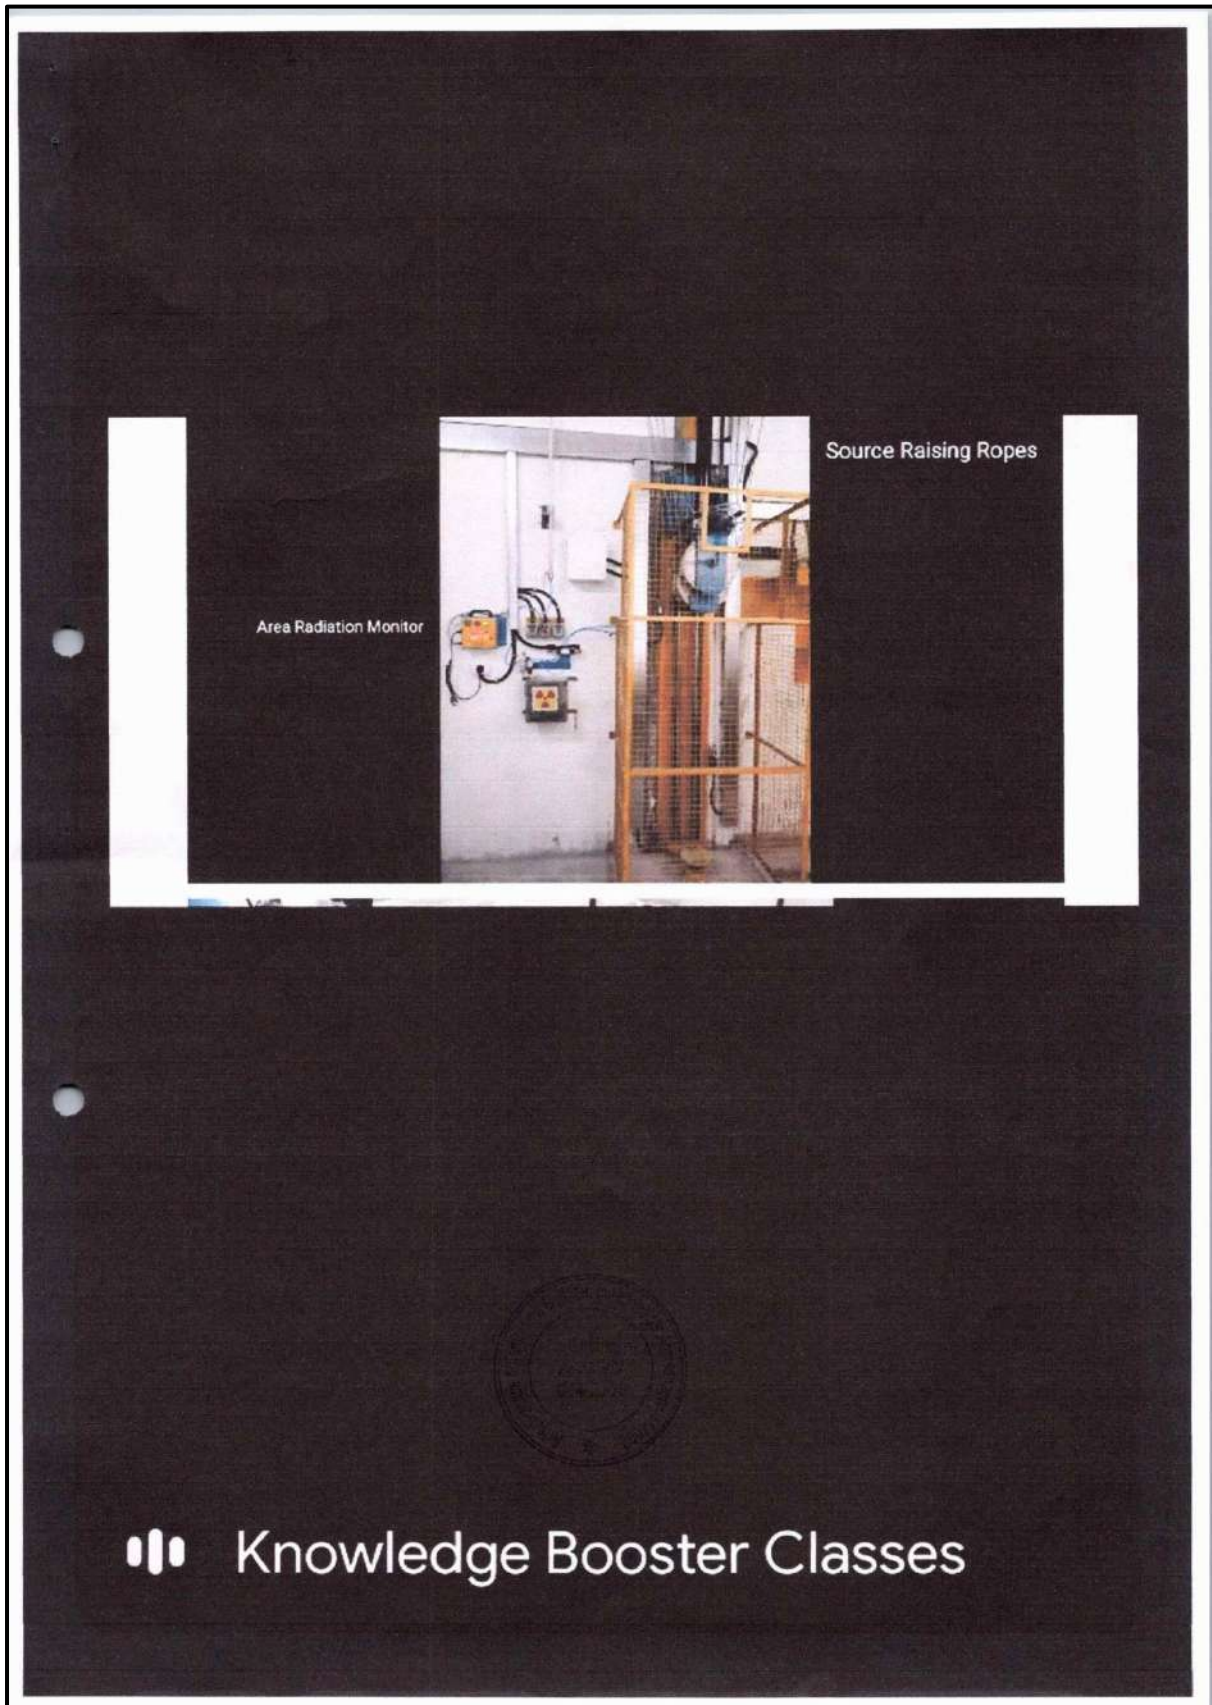 Source Raising Ropes
Area Radiation Monitor
Knowledge Booster Classes